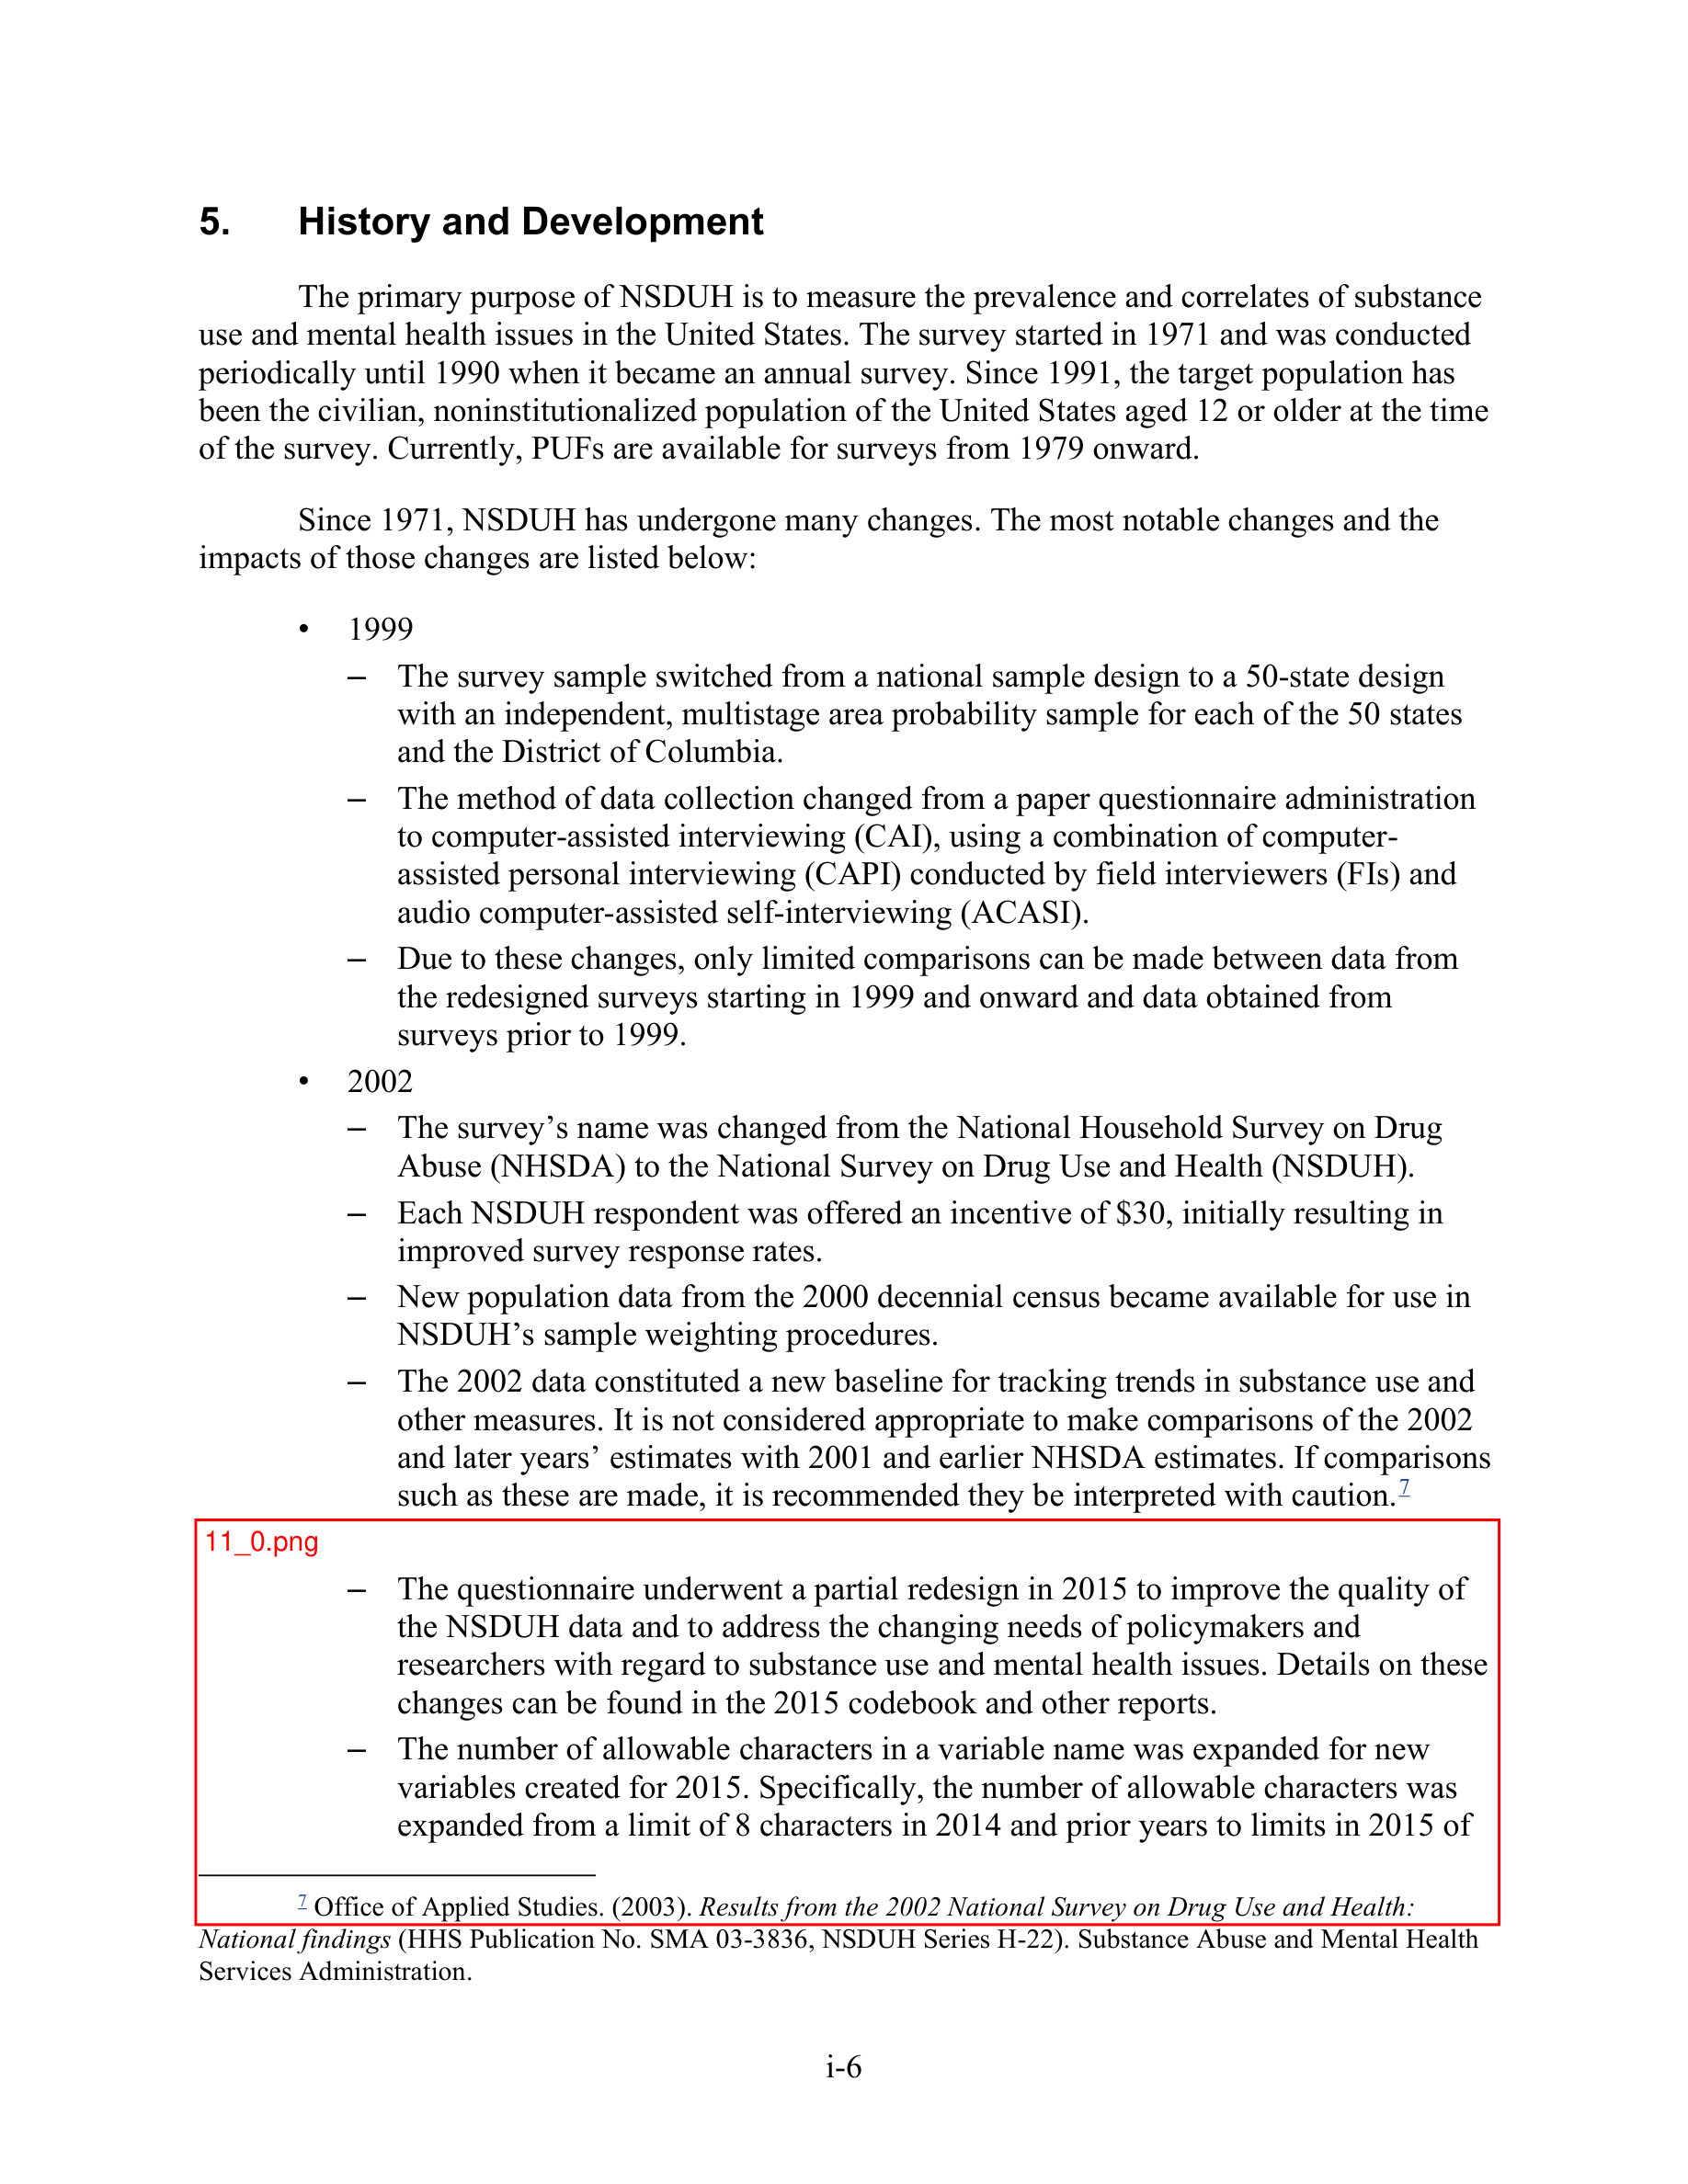 5. History and Development
The primary purpose of NSDUH is to measure the prevalence and correlates of substance
use and mental health issues in the United States. The survey started in 1971 and was conducted
periodically until 1990 when it became an annual survey. Since 1991, the target population has
been the civilian, noninstitutionalized population of the United States aged 12 or older at the time
of the survey. Currently, PUFs are available for surveys from 1979 onward.
Since 1971, NSDUH has undergone many changes. The most notable changes and the
impacts of those changes are listed below:
• 1999
– The survey sample switched from a national sample design to a 50-state design
with an independent, multistage area probability sample for each of the 50 states
and the District of Columbia.
– The method of data collection changed from a paper questionnaire administration
to computer-assisted interviewing (CAI), using a combination of computer-
assisted personal interviewing (CAPI) conducted by field interviewers (FIs) and
audio computer-assisted self-interviewing (ACASI).
– Due to these changes, only limited comparisons can be made between data from
the redesigned surveys starting in 1999 and onward and data obtained from
surveys prior to 1999.
• 2002
– The survey’s name was changed from the National Household Survey on Drug
Abuse (NHSDA) to the National Survey on Drug Use and Health (NSDUH).
– Each NSDUH respondent was offered an incentive of $30, initially resulting in
improved survey response rates.
– New population data from the 2000 decennial census became available for use in
NSDUH’s sample weighting procedures.
– The 2002 data constituted a new baseline for tracking trends in substance use and
other measures. It is not considered appropriate to make comparisons of the 2002
and later years’ estimates with 2001 and earlier NHSDA estimates. If comparisons
such as these are made, it is recommended they be interpreted with caution.7
11_0.png
– The questionnaire underwent a partial redesign in 2015 to improve the quality of
the NSDUH data and to address the changing needs of policymakers and
researchers with regard to substance use and mental health issues. Details on these
changes can be found in the 2015 codebook and other reports.
– The number of allowable characters in a variable name was expanded for new
variables created for 2015. Specifically, the number of allowable characters was
expanded from a limit of 8 characters in 2014 and prior years to limits in 2015 of
7 Office of Applied Studies. (2003). Results from the 2002 National Survey on Drug Use and Health:
National findings (HHS Publication No. SMA 03-3836, NSDUH Series H-22). Substance Abuse and Mental Health
Services Administration.
i-6